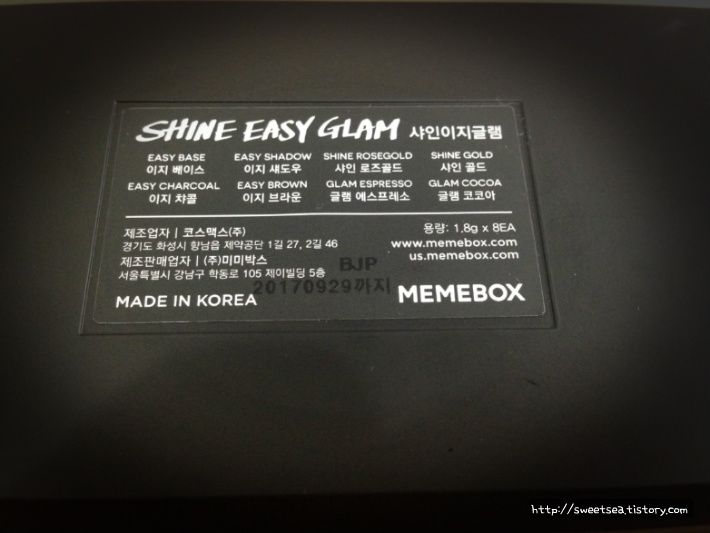 SHINE EASY GLAM 샤인이지글램
EASY BASE EASY SHADOW SHINE ROSEGOLD SHINE GOLD
이지 베이스 이지 섀도우 샤인 로즈골드 샤인 골드
EASY CHARCOAL EASY BROWN GLAM ESPRESSO GLAM COCOA
이지 챠콜 이지 브라운 글램 에스프레소 글램 코코아
제조업자 | 코스맥스(주)
경기도 화성시 향남읍 제약공단 1길 27, 2길 46
제조판매업자 | (주)미미박스
서울특별시 강남구 학동로 105 제이빌딩 5층
용량: 1.8g x 8EA
www.memebox.com
us.memebox.com
BJP
20170929까지
MADE IN KOREA MEMEBOX
http://sweetsea.tistory.com